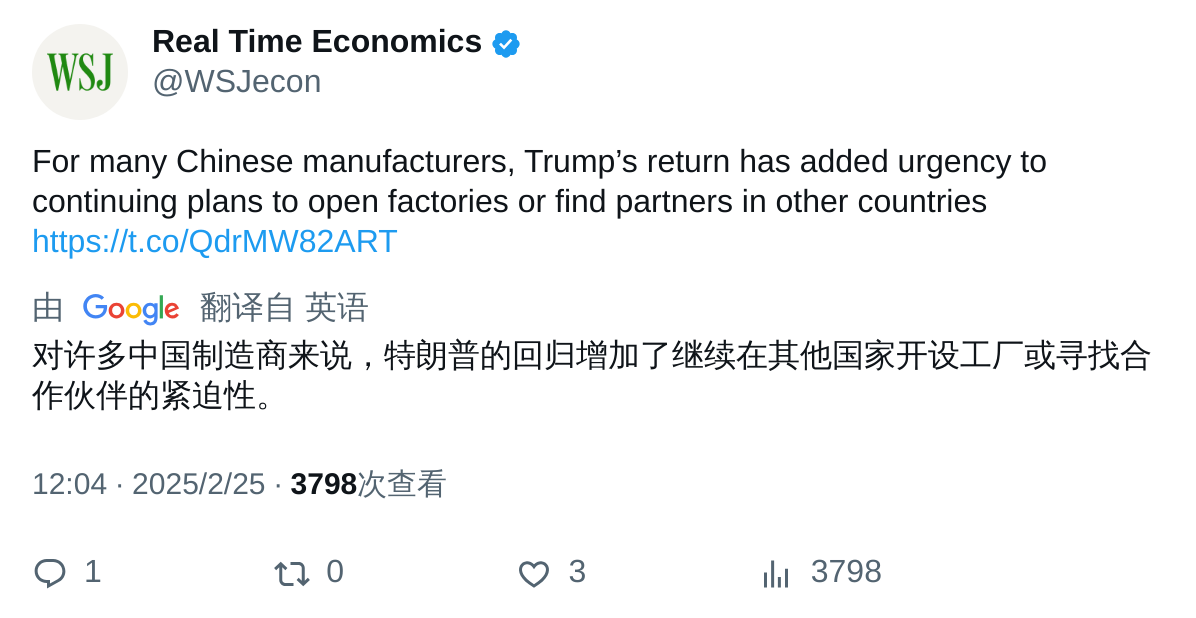 WSJ
Real Time Economics
@WSJecon
For many Chinese manufacturers, Trump’s return has added urgency to
continuing plans to open factories or find partners in other countries
https://t.co/QdrMW82ART
由 Google 翻译自 英语
对许多中国制造商来说，特朗普的回归增加了继续在其他国家开设工厂或寻找合
作伙伴的紧迫性。
12:04 · 2025/2/25 · 3798次查看
1 0 3 3798